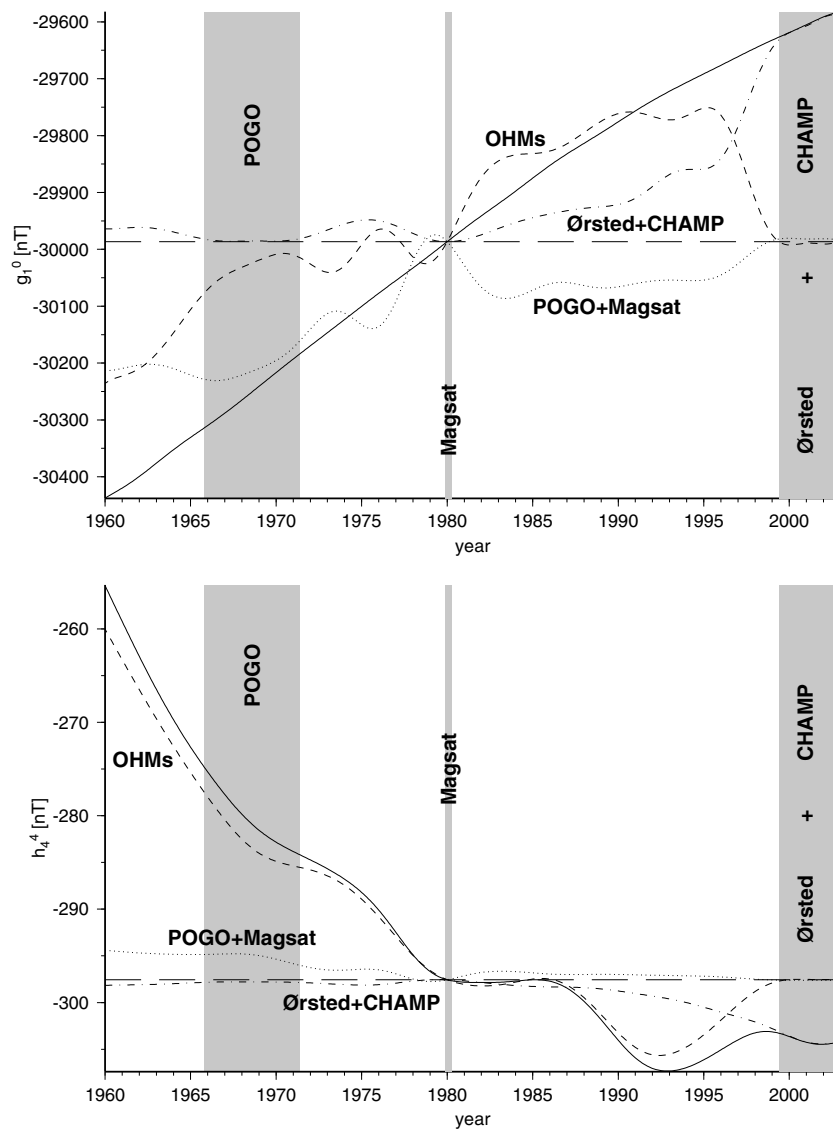 -29600
-29700
-29800
-29900
-30000
-30100
-30200
-30300
-30400
g₁⁰ [nT]
POGO
OHMs
Ørsted+CHAMP
POGO+Magsat
Magsat
CHAMP
+
Ørsted
1960 1965 1970 1975 1980 1985 1990 1995 2000
year
-260
-270
-280
-290
-300
h₄⁴ [nT]
POGO
OHMs
POGO+Magsat
Ørsted+CHAMP
Magsat
CHAMP
+
Ørsted
1960 1965 1970 1975 1980 1985 1990 1995 2000
year